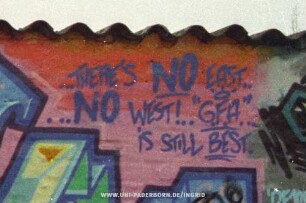 ...THERE'S NO EAST..
&
...NO WEST!.. "GFA"...
IS STILL BEST.
WWW.UNI-PADERBORN.DE/INGRID